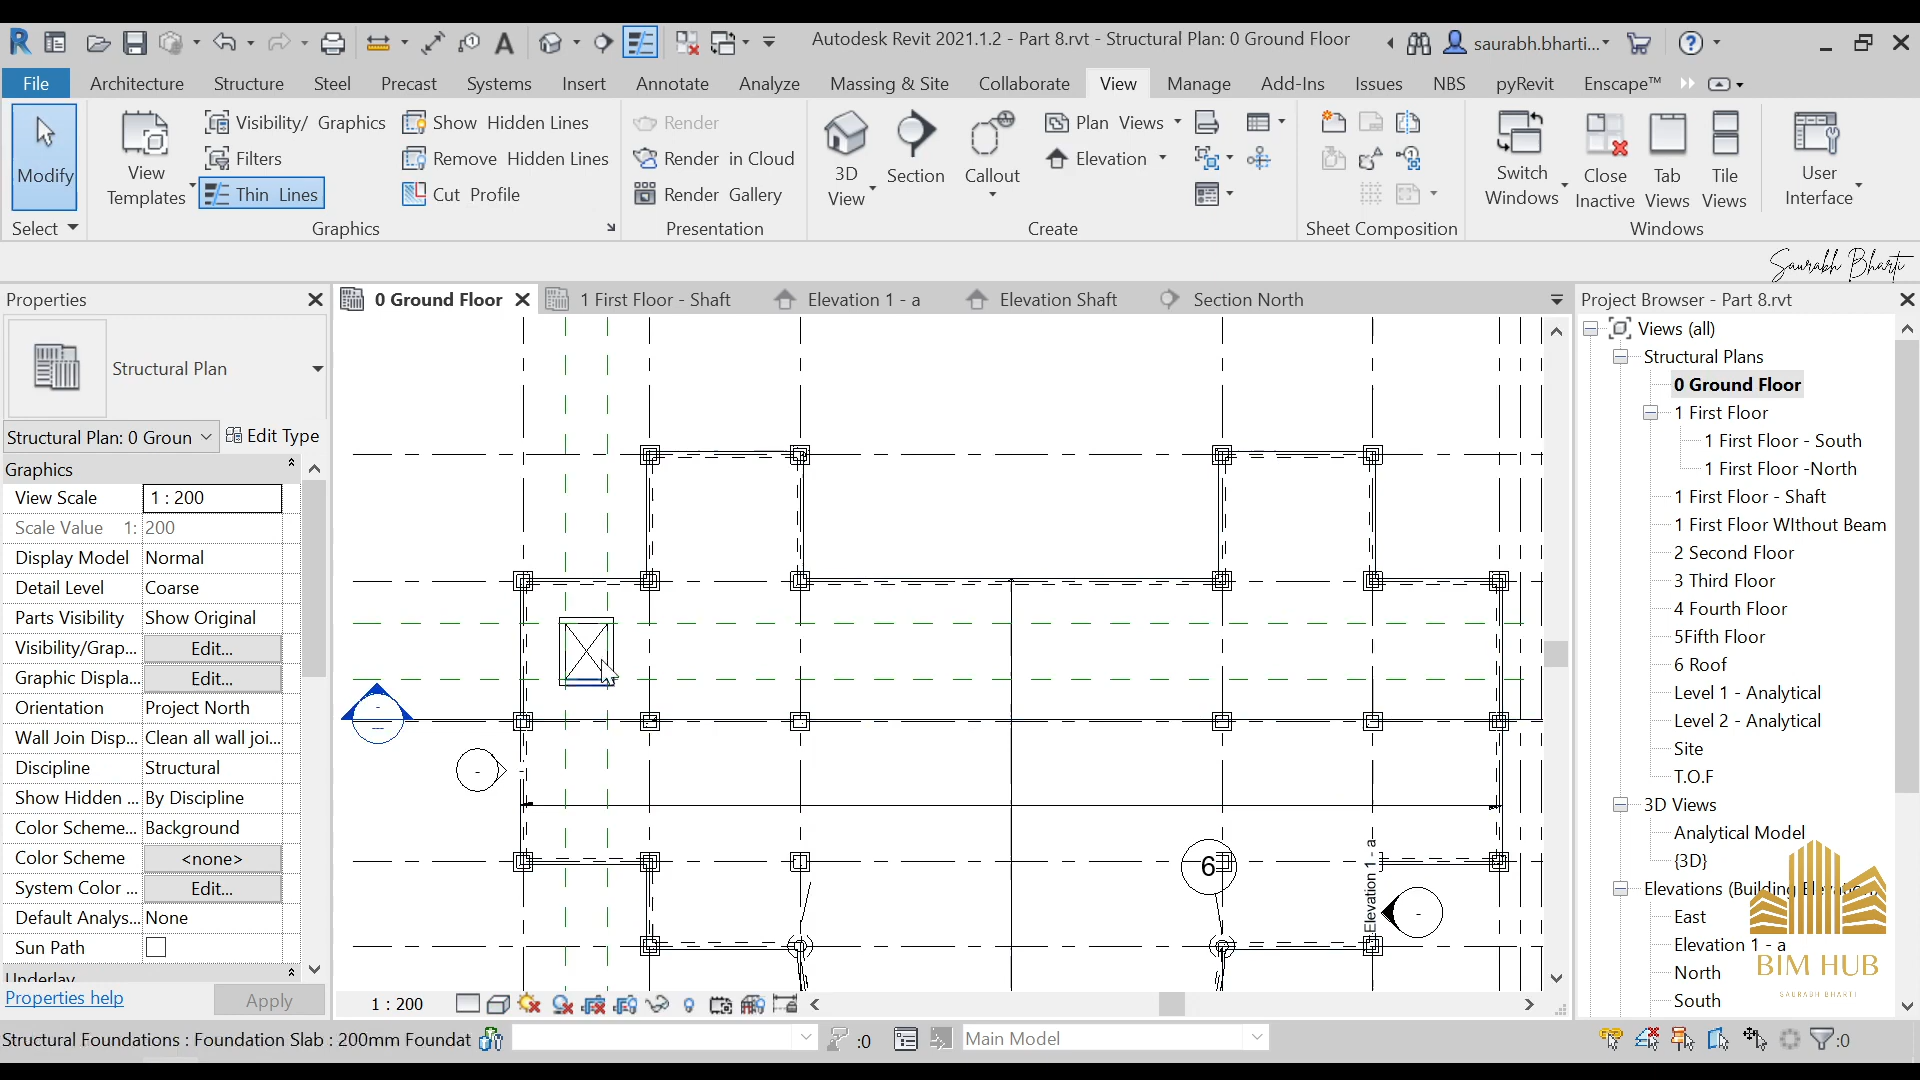 Autodesk Revit 2021.1.2 - Part 8.rvt - Structural Plan: 0 Ground Floor
saurabh.bharti...
File Architecture Structure Steel Precast Systems Insert Annotate Analyze Massing & Site Collaborate View Manage Add-Ins Issues NBS pyRevit Enscape™
Modify
Select
View Templates
Visibility/ Graphics
Filters
Thin Lines
Show Hidden Lines
Remove Hidden Lines
Cut Profile
Graphics
Render
Render in Cloud
Render Gallery
Presentation
3D View
Section
Callout
Plan Views
Elevation
Create
Sheet Composition
Switch Windows
Close Inactive
Tab Views
Tile Views
Windows
User Interface
Saurabh Bharti
Properties
0 Ground Floor
1 First Floor - Shaft
Elevation 1 - a
Elevation Shaft
Section North
Project Browser - Part 8.rvt
Structural Plan
Structural Plan: 0 Groun
Edit Type
Graphics
View Scale 1 : 200
Scale Value 1: 200
Display Model Normal
Detail Level Coarse
Parts Visibility Show Original
Visibility/Grap... Edit...
Graphic Displa... Edit...
Orientation Project North
Wall Join Disp... Clean all wall joi...
Discipline Structural
Show Hidden ... By Discipline
Color Scheme... Background
Color Scheme <none>
System Color ... Edit...
Default Analys... None
Sun Path
Underlay
Properties help
Apply
6
Elevation 1 - a
Views (all)
Structural Plans
0 Ground Floor
1 First Floor
1 First Floor - South
1 First Floor -North
1 First Floor - Shaft
1 First Floor WIthout Beam
2 Second Floor
3 Third Floor
4 Fourth Floor
5Fifth Floor
6 Roof
Level 1 - Analytical
Level 2 - Analytical
Site
T.O.F
3D Views
Analytical Model
{3D}
Elevations (Building Elevation)
East
Elevation 1 - a
North
South
BIM HUB
SAURABH BHARTI
1 : 200
Structural Foundations : Foundation Slab : 200mm Foundat
:0
Main Model
:0